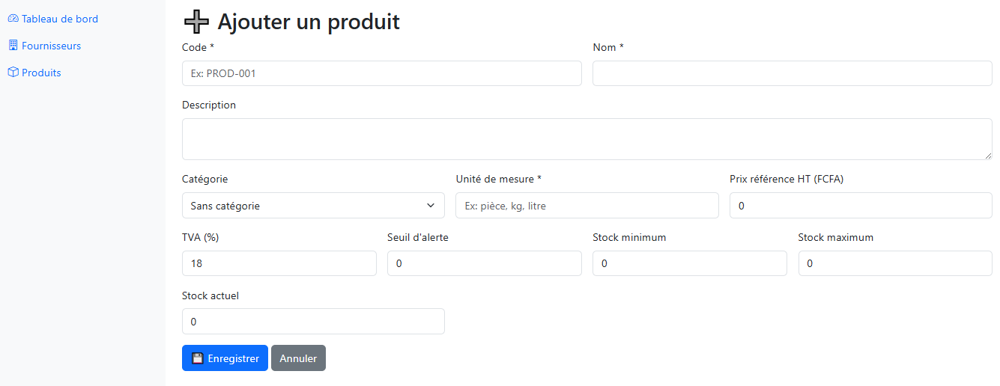 Tableau de bord
Fournisseurs
Produits
Ajouter un produit
Code * Nom *
Ex: PROD-001
Description
Catégorie Unité de mesure * Prix référence HT (FCFA)
Sans catégorie Ex: pièce, kg, litre 0
TVA (%) Seuil d'alerte Stock minimum Stock maximum
18 0 0 0
Stock actuel
0
Enregistrer Annuler